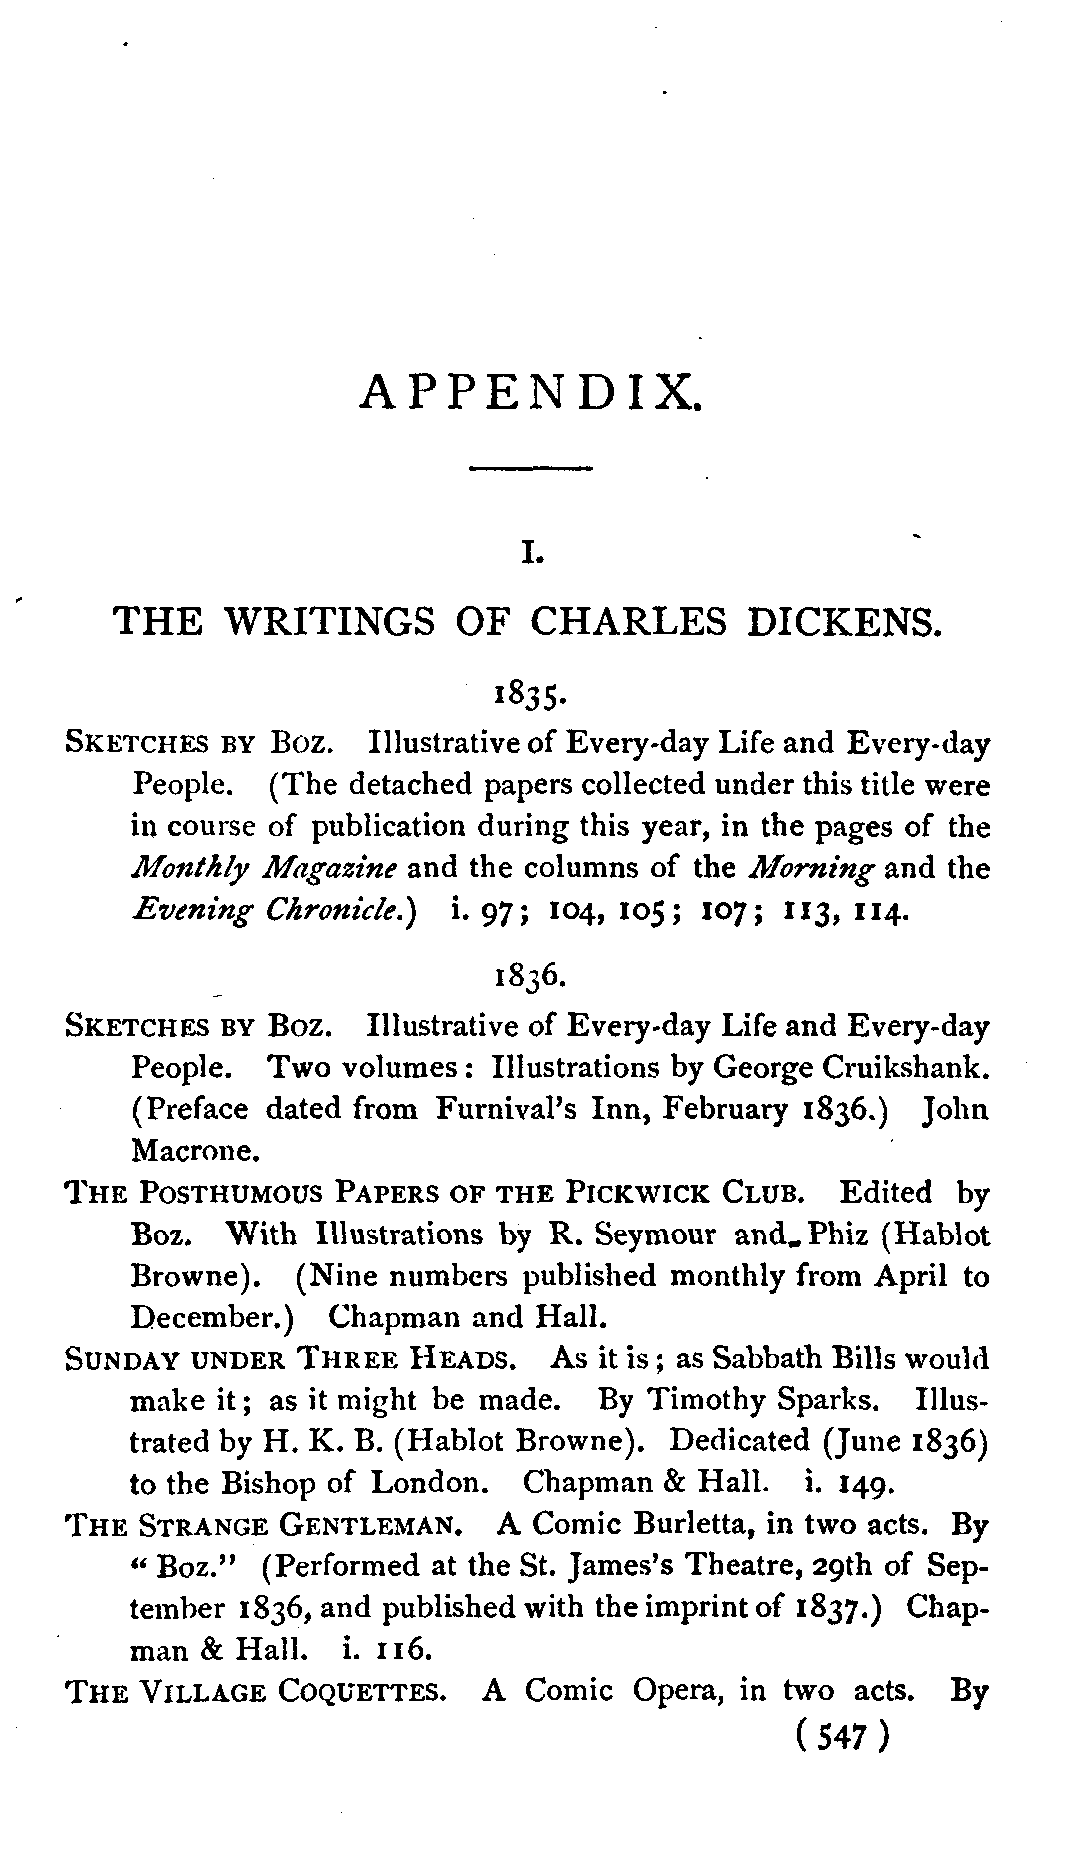 APPENDIX.
I.
THE WRITINGS OF CHARLES DICKENS.
1835.
SKETCHES BY BOZ. Illustrative of Every-day Life and Every-day
People. (The detached papers collected under this title were
in course of publication during this year, in the pages of the
Monthly Magazine and the columns of the Morning and the
Evening Chronicle.) i. 97; 104, 105; 107; 113, 114.
1836.
SKETCHES BY BOZ. Illustrative of Every-day Life and Every-day
People. Two volumes: Illustrations by George Cruikshank.
(Preface dated from Furnival's Inn, February 1836.) John
Macrone.
THE POSTHUMOUS PAPERS OF THE PICKWICK CLUB. Edited by
Boz. With Illustrations by R. Seymour and Phiz (Hablot
Browne). (Nine numbers published monthly from April to
December.) Chapman and Hall.
SUNDAY UNDER THREE HEADS. As it is; as Sabbath Bills would
make it; as it might be made. By Timothy Sparks. Illus-
trated by H. K. B. (Hablot Browne). Dedicated (June 1836)
to the Bishop of London. Chapman & Hall. i. 149.
THE STRANGE GENTLEMAN. A Comic Burletta, in two acts. By
"Boz." (Performed at the St. James's Theatre, 29th of Sep-
tember 1836, and published with the imprint of 1837.) Chap-
man & Hall. i. 116.
THE VILLAGE COQUETTES. A Comic Opera, in two acts. By
(547)